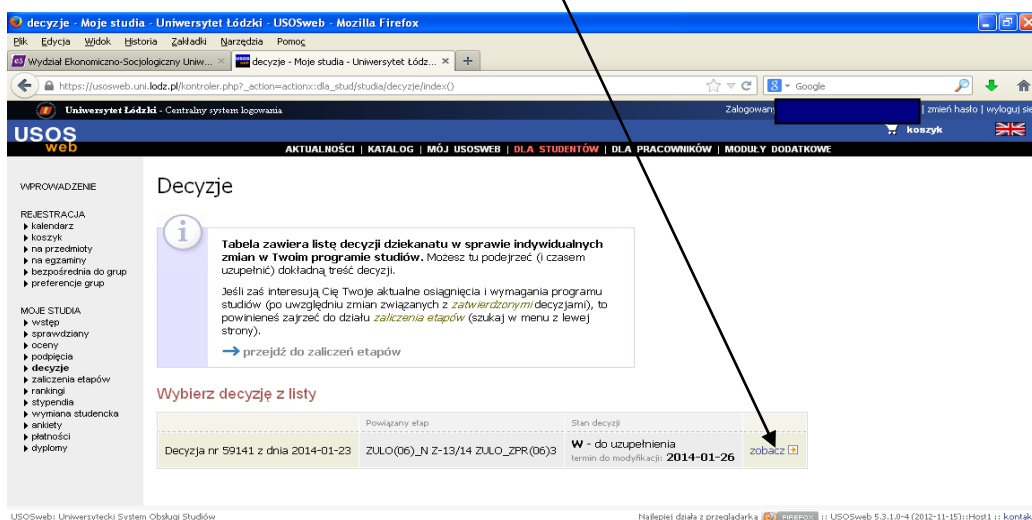 decyzje - Moje studia - Uniwersytet Łódzki - USOSweb - Mozilla Firefox
Plik Edycja Widok Historia Zakładki Narzędzia Pomoc
Wydział Ekonomiczno-Socjologiczny Uniw... × decyzje - Moje studia - Uniwersytet Łódz... × +
https://usosweb.uni.lodz.pl/kontroler.php?_action=actionx:dla_stud/studia/decyzje/index() Google
Uniwersytet Łódzki - Centralny system logowania Zalogowany | zmień hasło | wyloguj się
USOS
web
koszyk
AKTUALNOŚCI | KATALOG | MÓJ USOSWEB | DLA STUDENTÓW | DLA PRACOWNIKÓW | MODUŁY DODATKOWE
WPROWADZENIE
REJESTRACJA
kalendarz
koszyk
na przedmioty
na egzaminy
bezpośrednia do grup
preferencje grup
MOJE STUDIA
wstęp
sprawdziany
oceny
podpięcia
decyzje
zaliczenia etapów
rankingi
stypendia
wymiana studencka
ankiety
płatności
dyplomy
Decyzje
Tabela zawiera listę decyzji dziekanatu w sprawie indywidualnych
zmian w Twoim programie studiów. Możesz tu podejrzeć (i czasem
uzupełnić) dokładną treść decyzji.
Jeśli zaś interesują Cię Twoje aktualne osiągnięcia i wymagania programu
studiów (po uwzględniu zmian związanych z zatwierdzonymi decyzjami), to
powinieneś zajrzeć do działu zaliczenia etapów (szukaj w menu z lewej
strony).
przejdź do zaliczeń etapów
Wybierz decyzję z listy
Powiązany etap Stan decyzji
Decyzja nr 59141 z dnia 2014-01-23 ZULO(06)_N Z-13/14 ZULO_ZPR(06)3 W - do uzupełnienia
termin do modyfikacji: 2014-01-26 zobacz
USOSweb: Uniwersytecki System Obsługi Studiów Najlepiej działa z przeglądarką FIREFOX :: USOSweb 5.3.1.0-4 (2012-11-15)::Host1 :: kontak